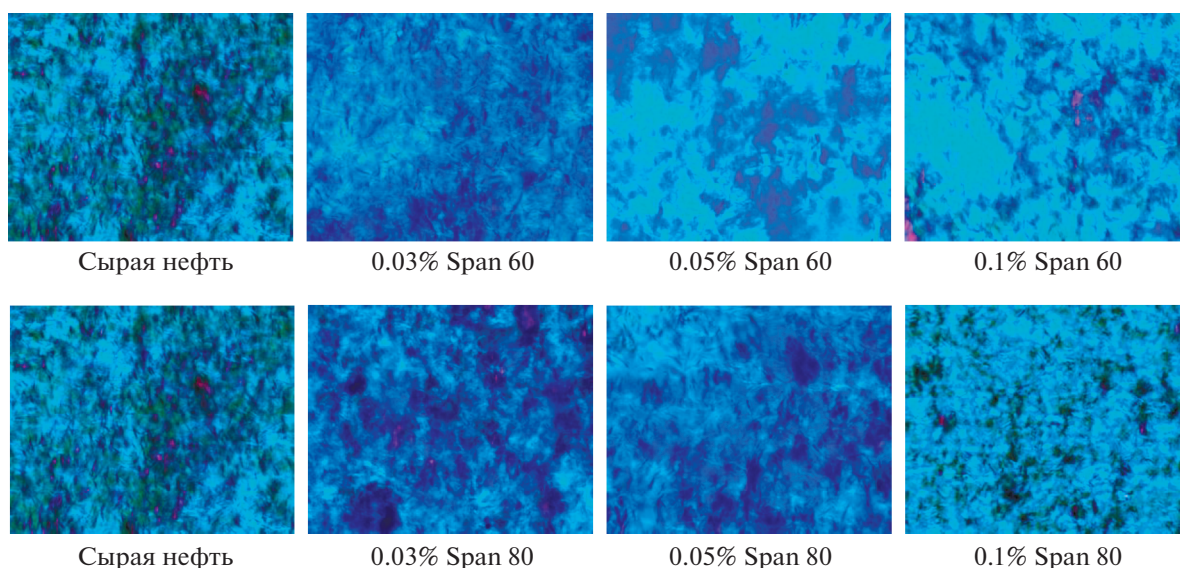 Сырая нефть 0.03% Span 60 0.05% Span 60 0.1% Span 60
Сырая нефть 0.03% Span 80 0.05% Span 80 0.1% Span 80